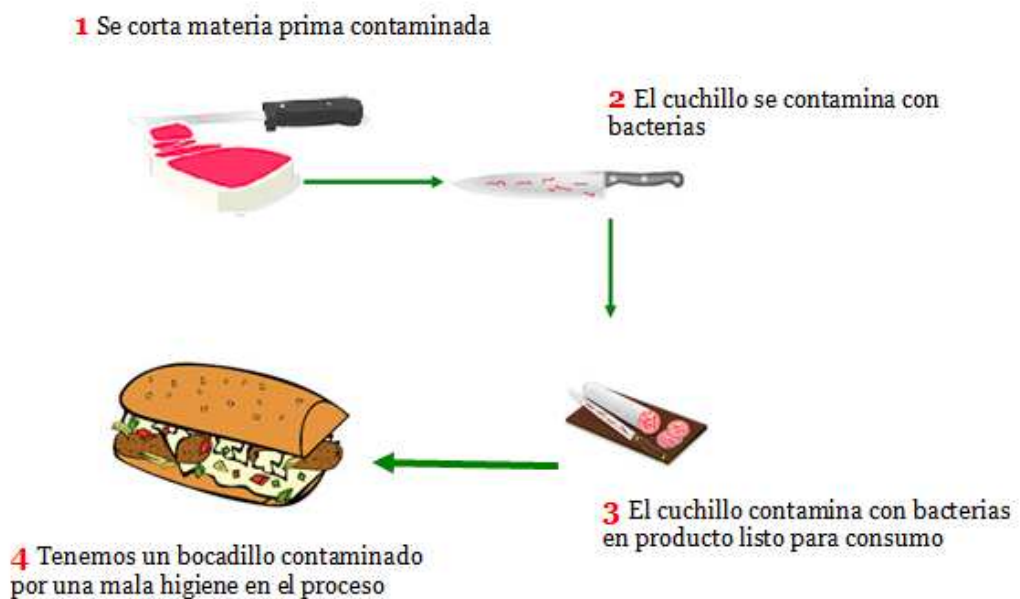 1 Se corta materia prima contaminada
2 El cuchillo se contamina con
bacterias
3 El cuchillo contamina con bacterias
en producto listo para consumo
4 Tenemos un bocadillo contaminado
por una mala higiene en el proceso